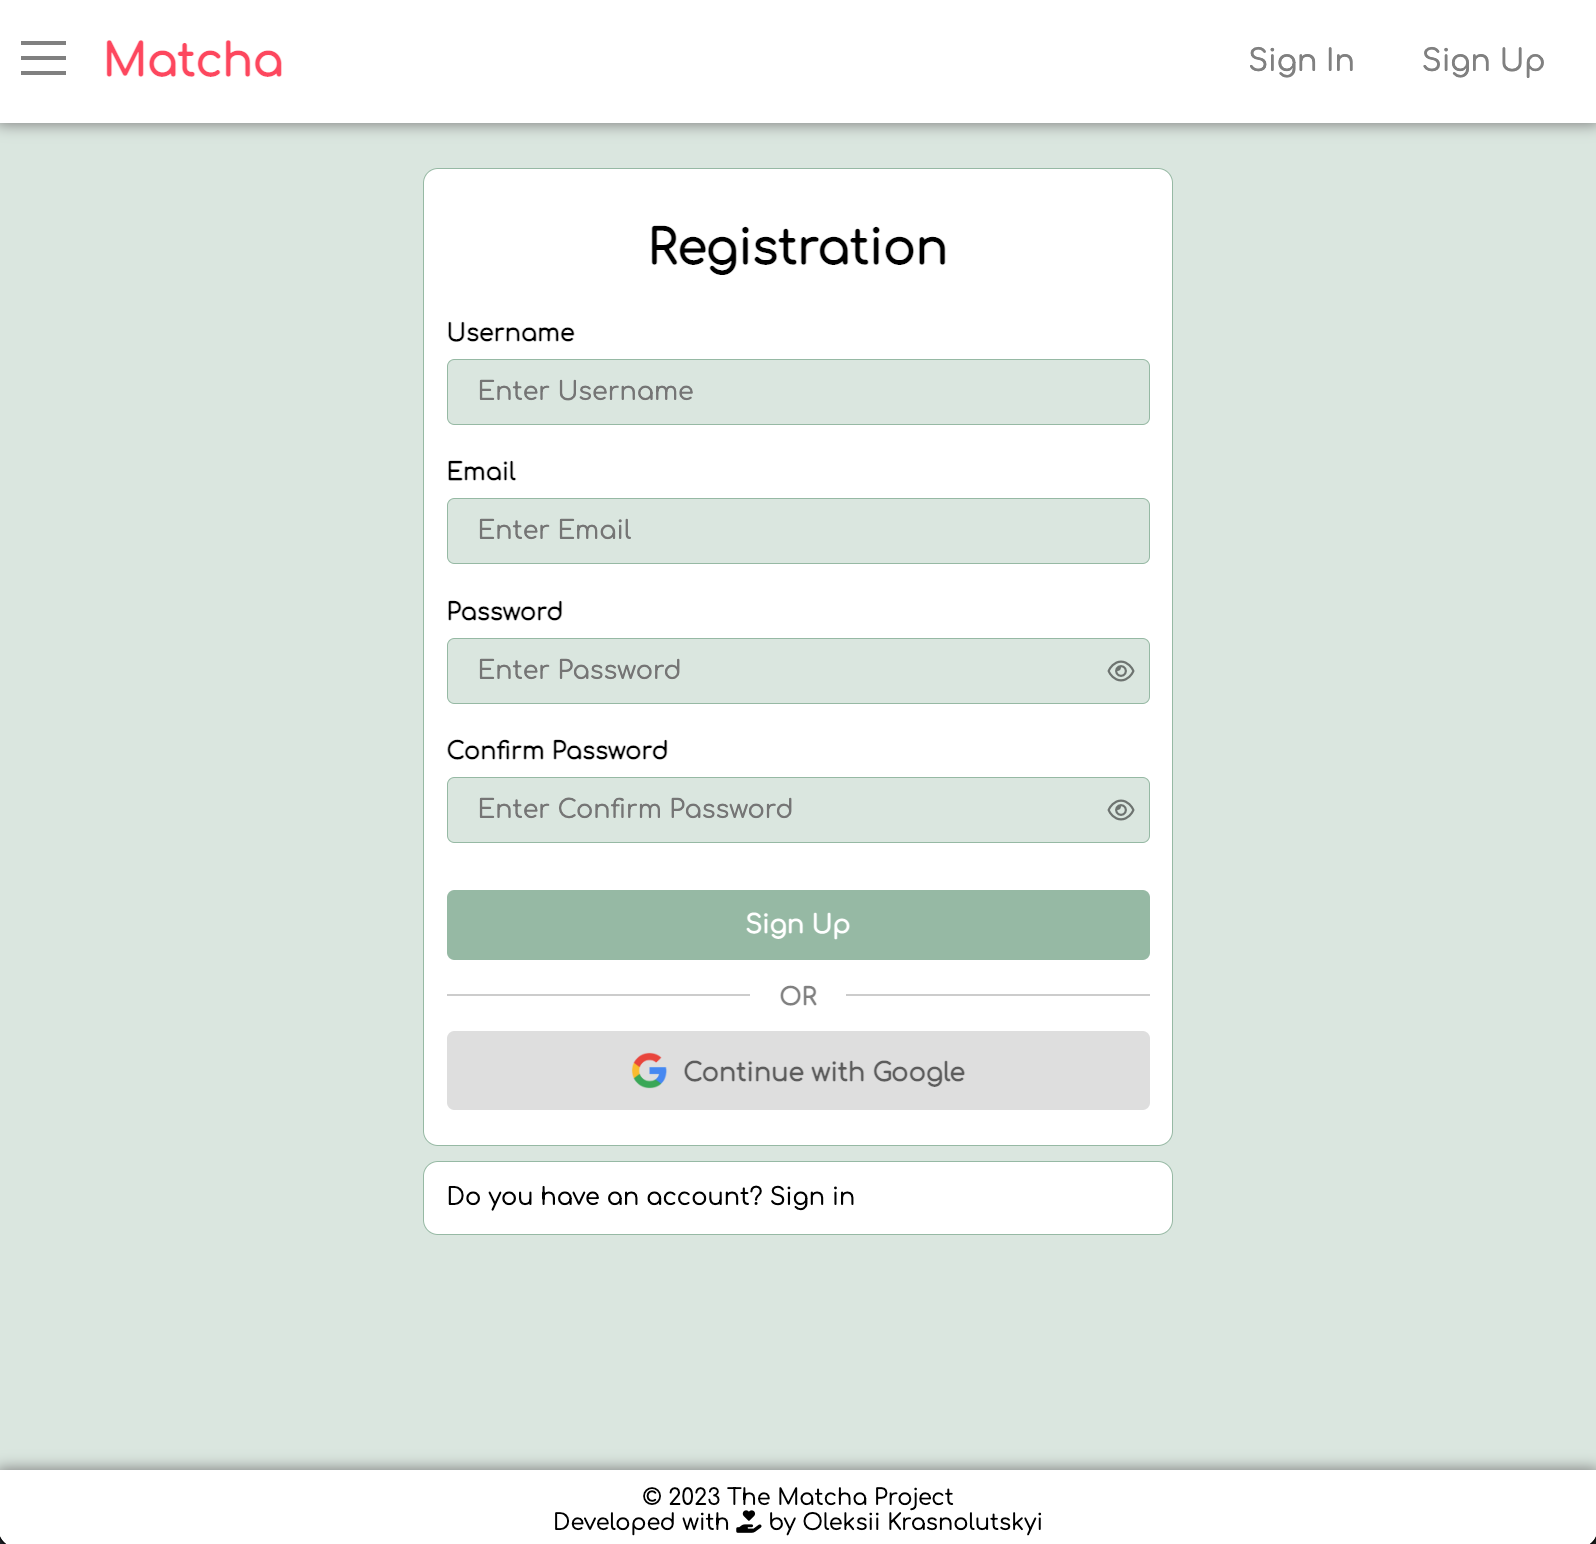 Matcha
Sign In
Sign Up
Registration
Username
Enter Username
Email
Enter Email
Password
Enter Password
Confirm Password
Enter Confirm Password
Sign Up
OR
Continue with Google
Do you have an account? Sign in
© 2023 The Matcha Project
Developed with by Oleksii Krasnolutskyi